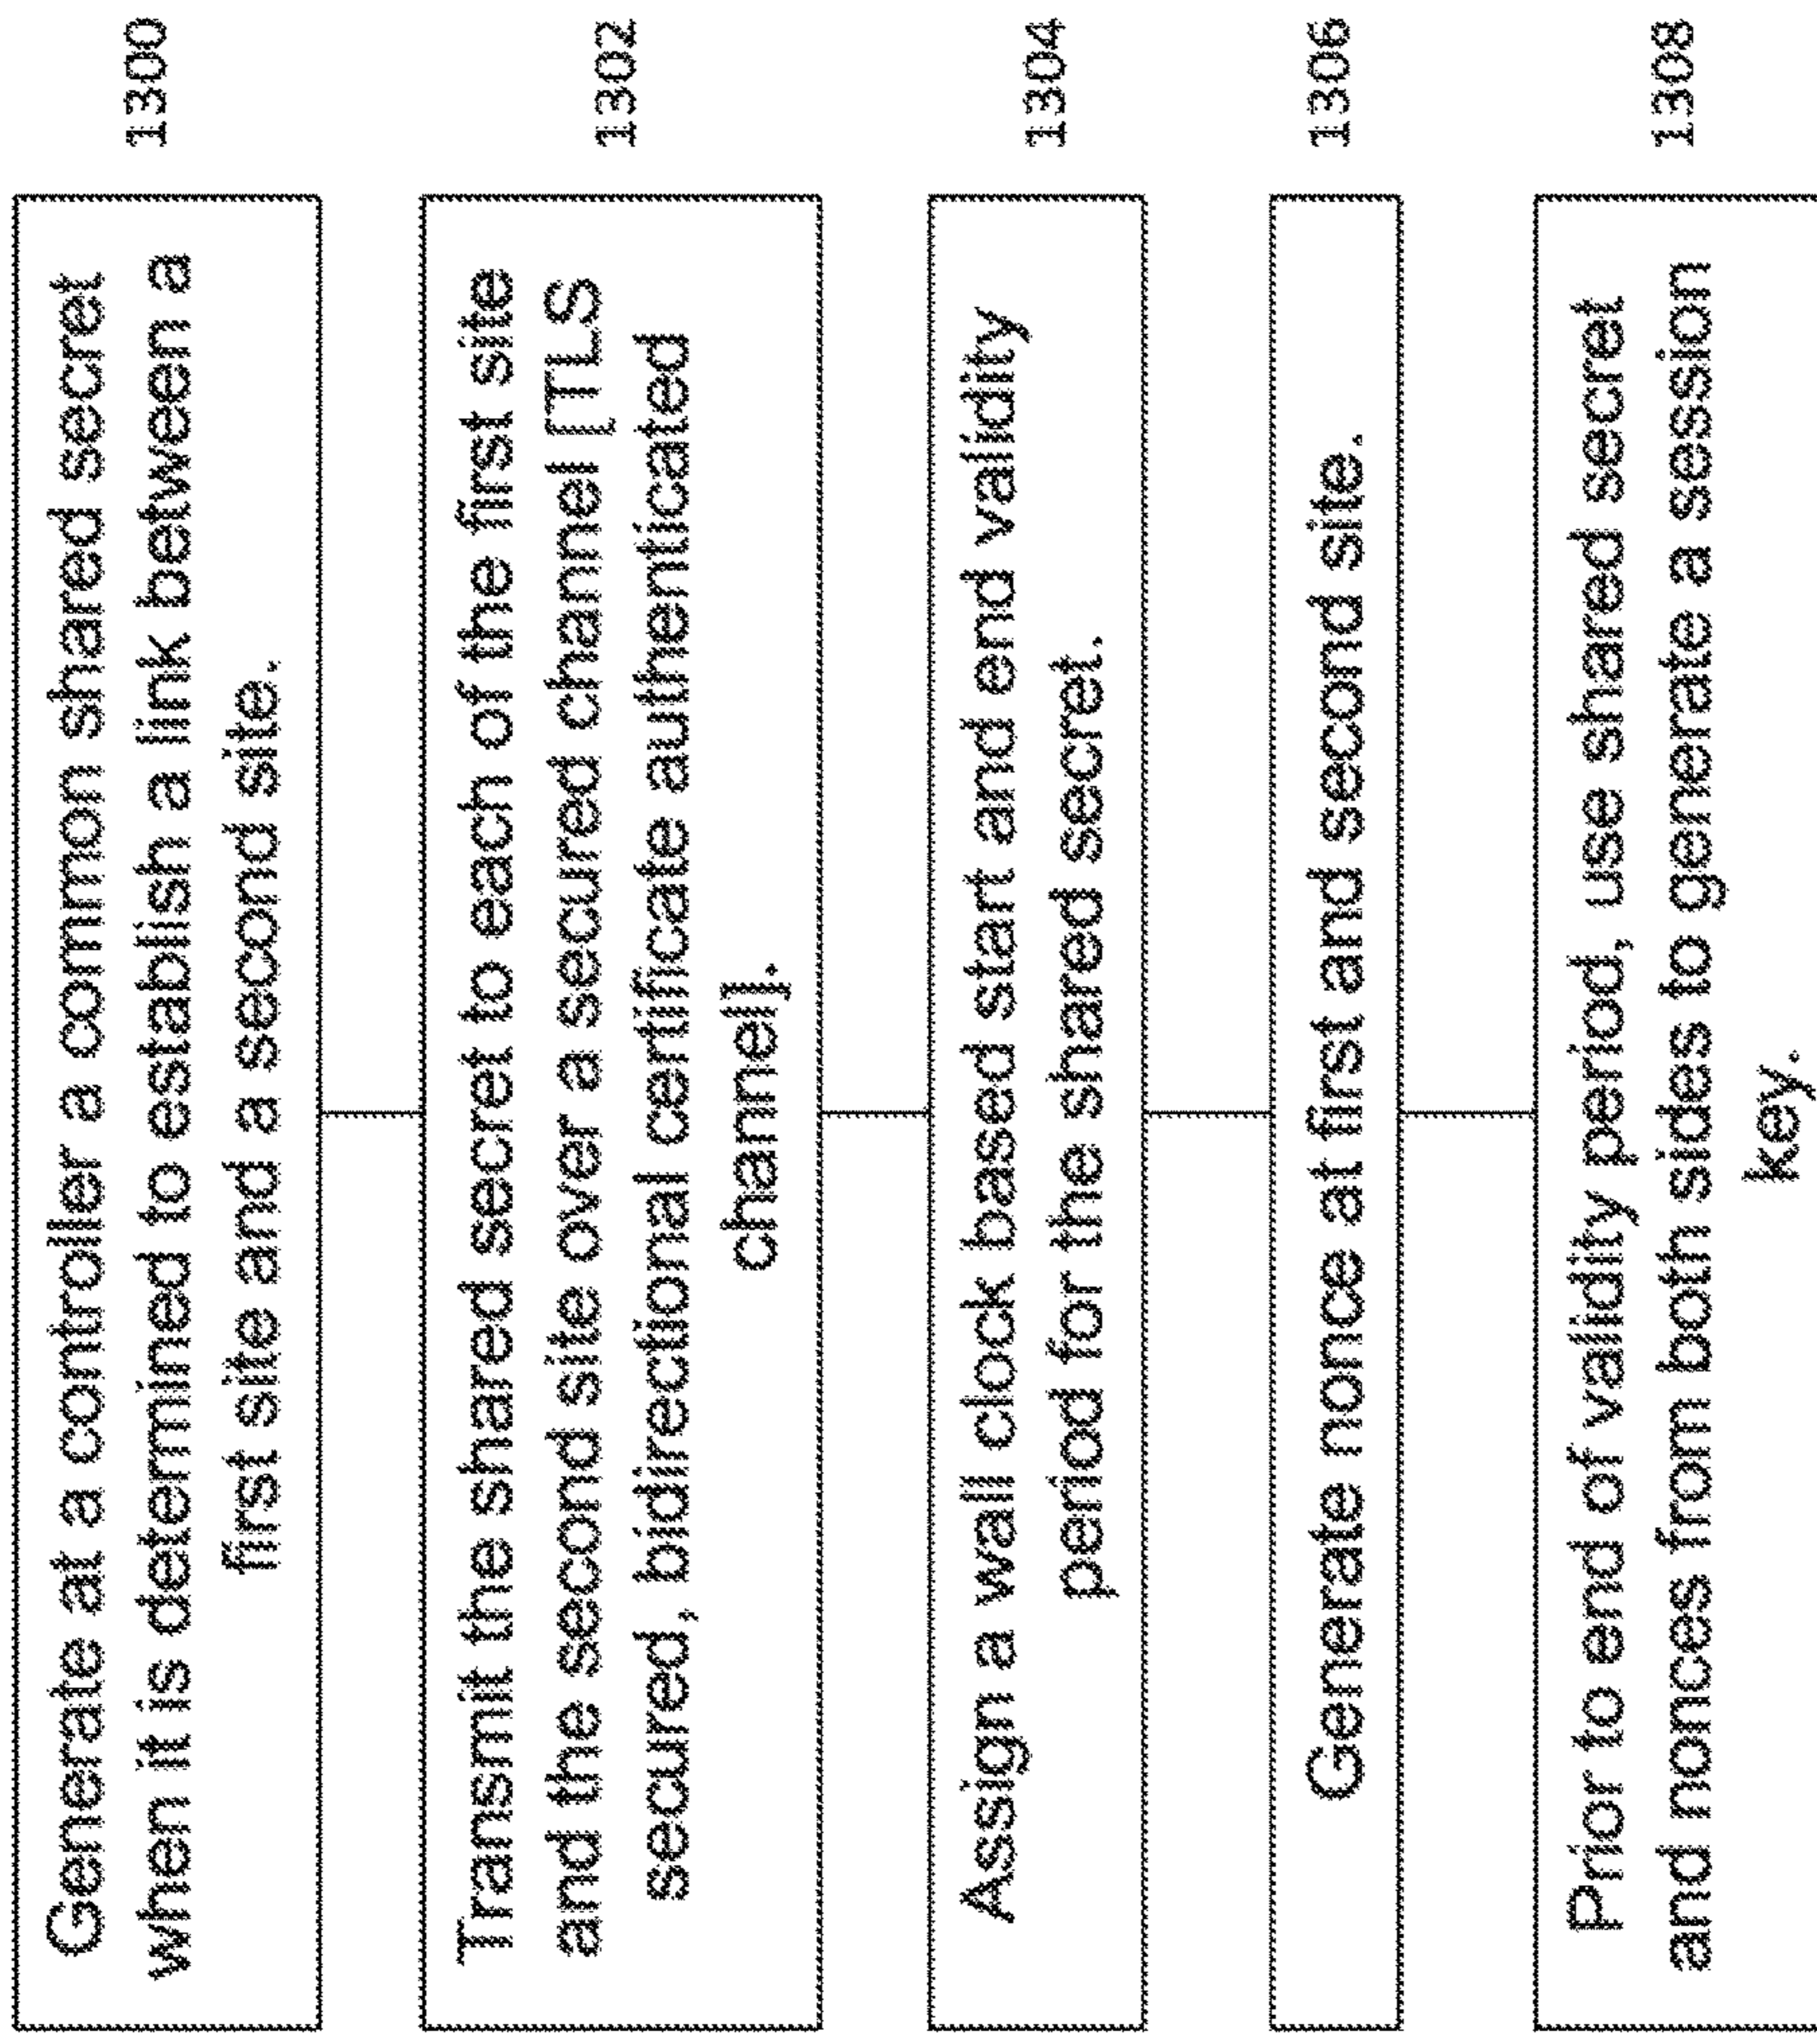 Generate at a controller a common shared secret
when it is determined to establish a link between a
first site and a second site.
1300
Transmit the shared secret to each of the first site
and the second site over a secured channel [TLS
secured, bidirectional certificate authenticated
channel].
1302
Assign a wall clock based start and end validity
period for the shared secret.
1304
Generate nonce at first and second site.
1306
Prior to end of validity period, use shared secret
and nonces from both sides to generate a session
key.
1308